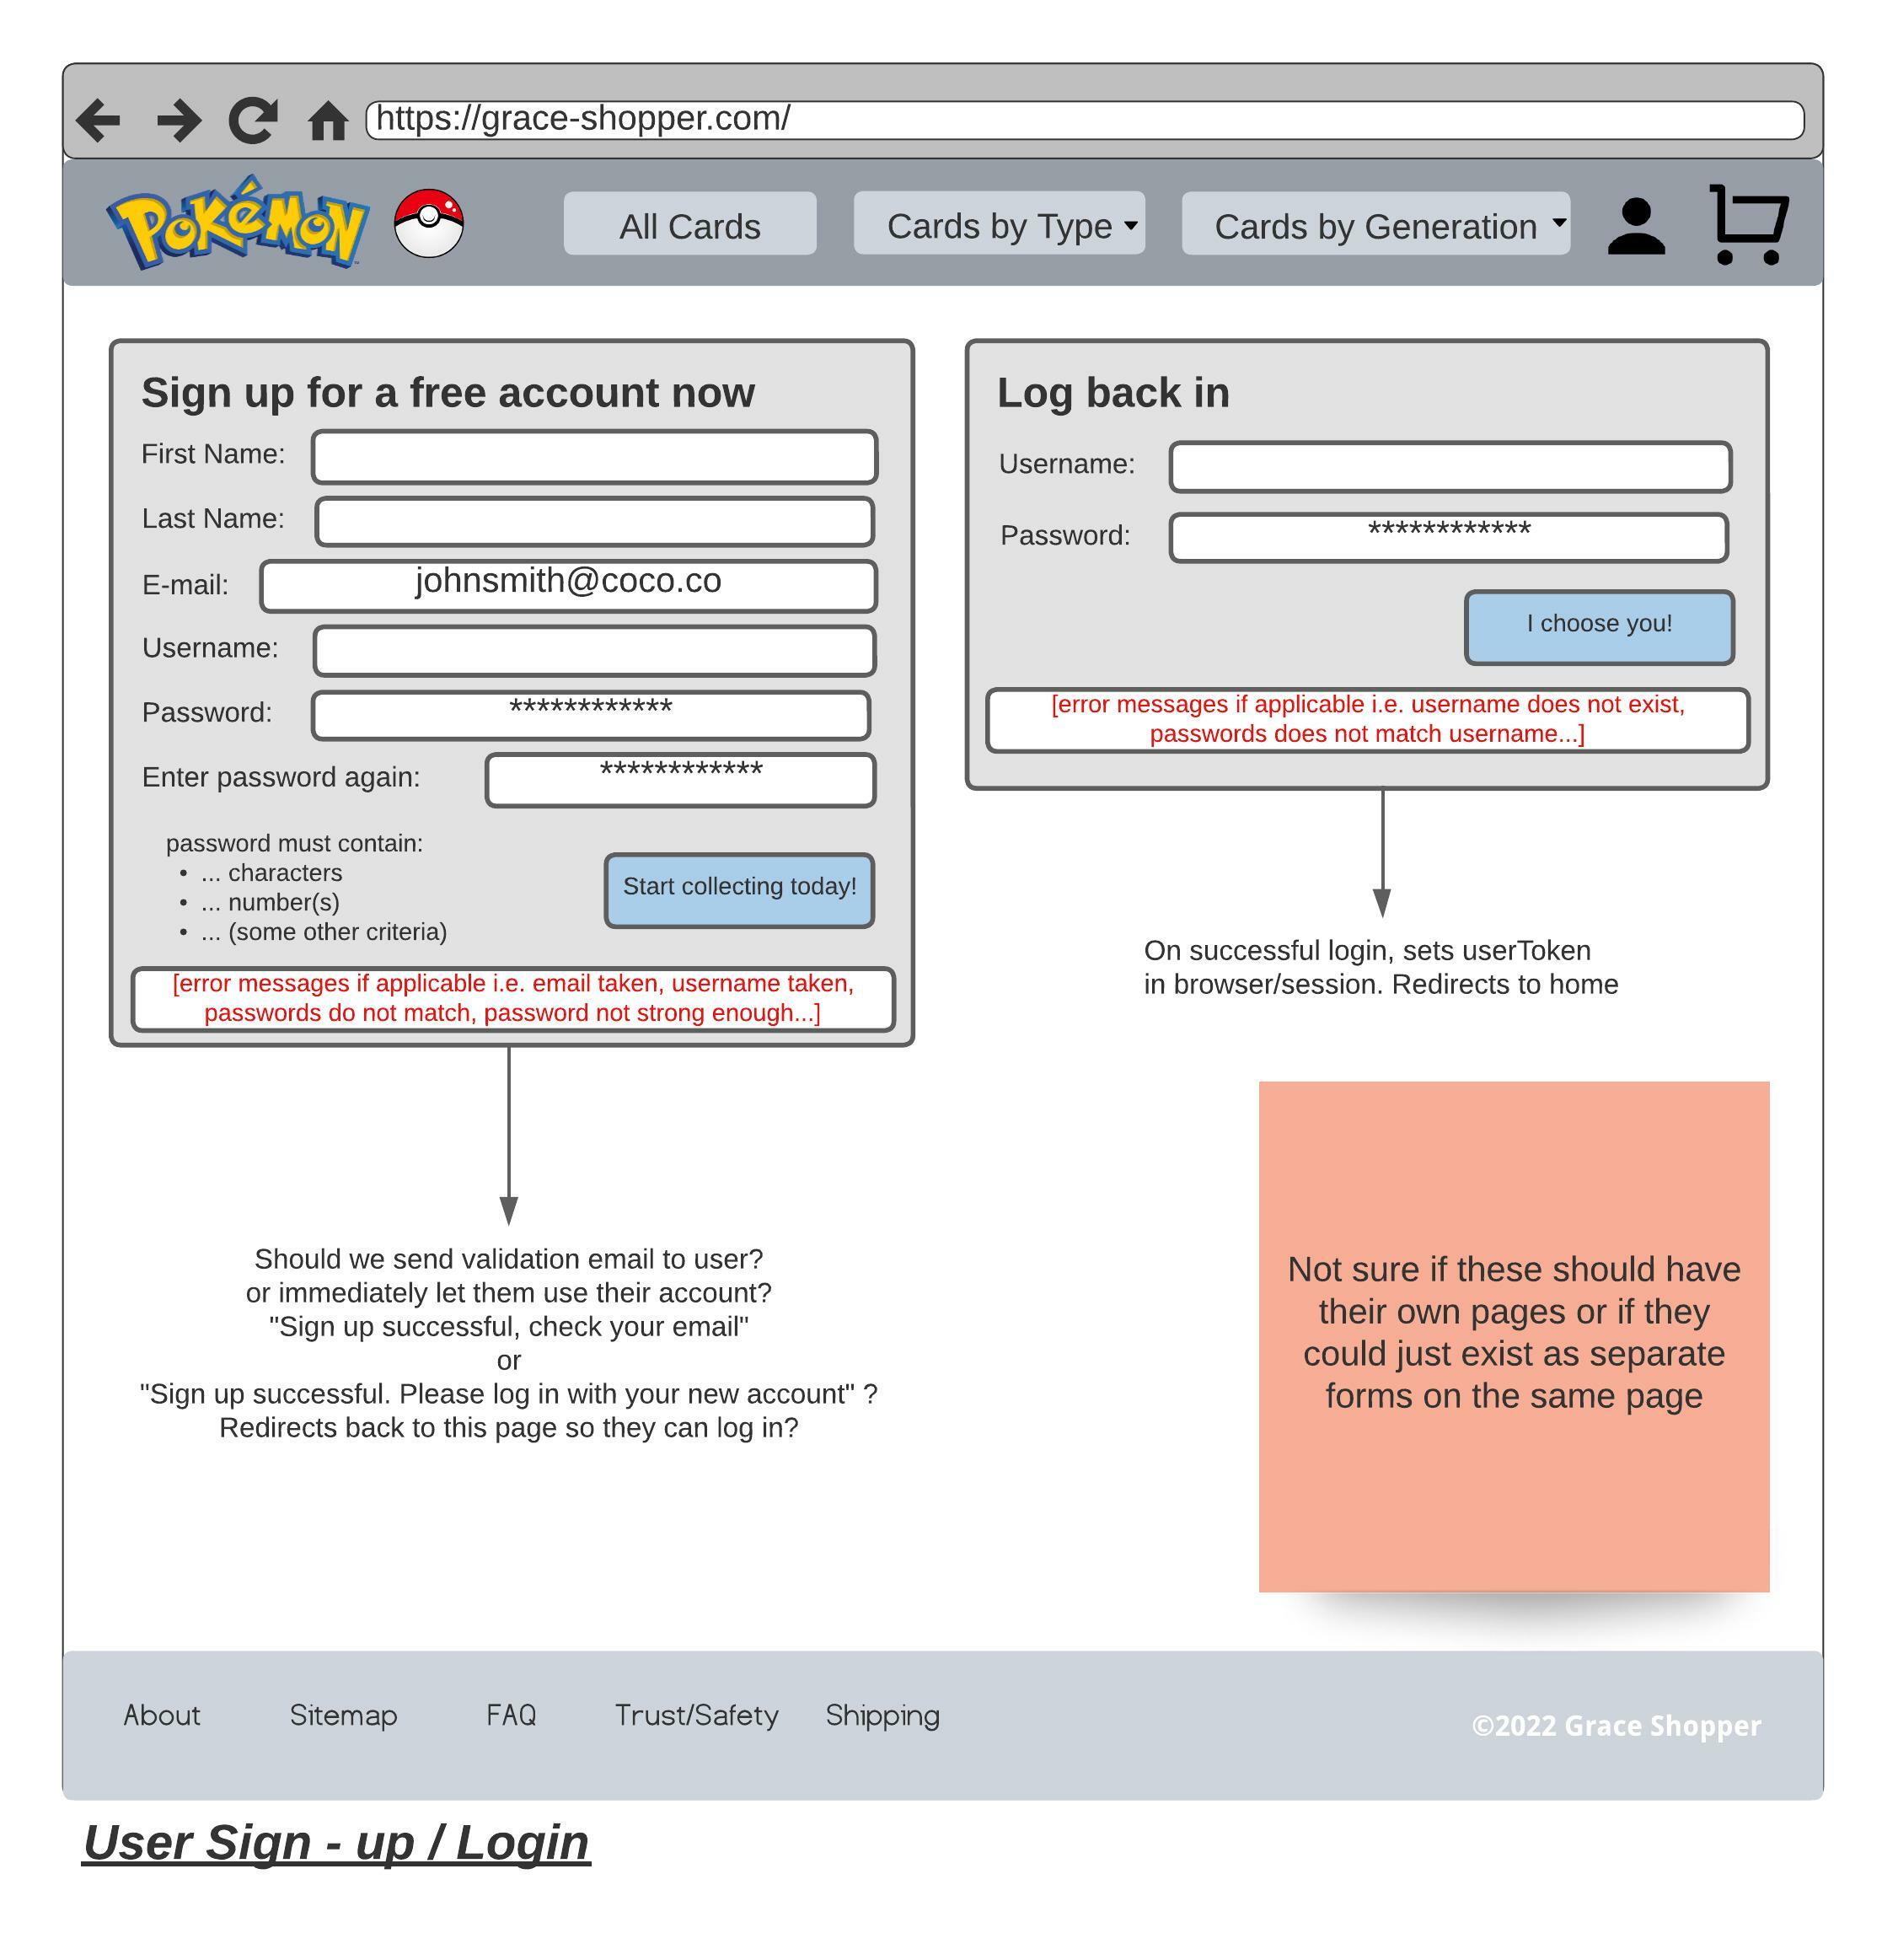 https://grace-shopper.com/
POKéMON
All Cards
Cards by Type
Cards by Generation
Sign up for a free account now
First Name:
Last Name:
E-mail:
johnsmith@coco.co
Username:
Password:
************
Enter password again:
************
password must contain:
• ... characters
• ... number(s)
• ... (some other criteria)
Start collecting today!
[error messages if applicable i.e. email taken, username taken,
passwords do not match, password not strong enough...]
Log back in
Username:
Password:
************
I choose you!
[error messages if applicable i.e. username does not exist,
passwords does not match username...]
On successful login, sets userToken
in browser/session. Redirects to home
Should we send validation email to user?
or immediately let them use their account?
"Sign up successful, check your email"
or
"Sign up successful. Please log in with your new account" ?
Redirects back to this page so they can log in?
Not sure if these should have
their own pages or if they
could just exist as separate
forms on the same page
About
Sitemap
FAQ
Trust/Safety
Shipping
©2022 Grace Shopper
User Sign - up / Login